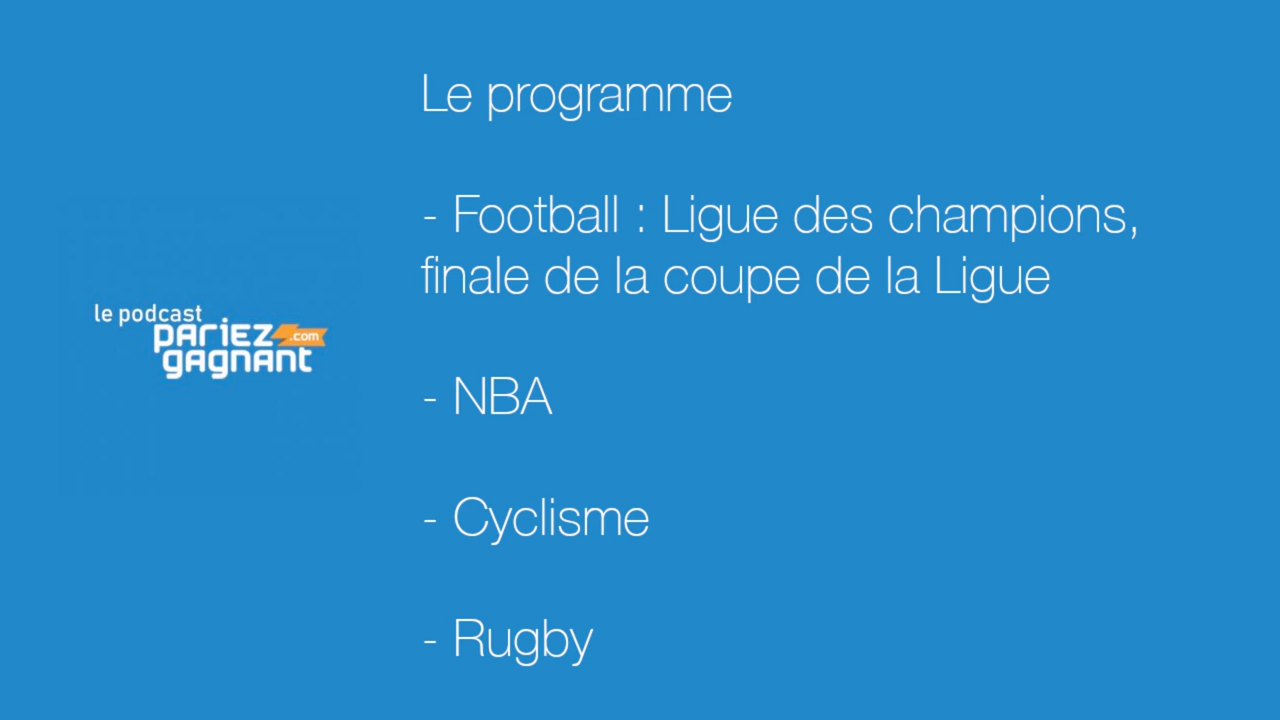 Le programme
- Football : Ligue des champions,
finale de la coupe de la Ligue
- NBA
- Cyclisme
- Rugby
le podcast
pariez
.com
gagnant